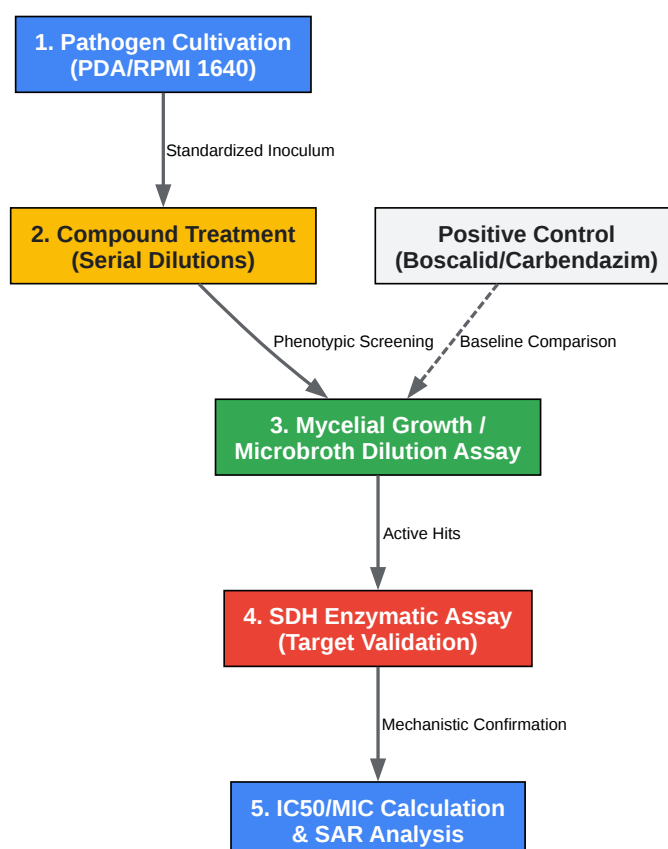 1. Pathogen Cultivation
(PDA/RPMI 1640)
Standardized Inoculum
2. Compound Treatment
(Serial Dilutions)
Positive Control
(Boscalid/Carbendazim)
Phenotypic Screening
Baseline Comparison
3. Mycelial Growth /
Microbroth Dilution Assay
Active Hits
4. SDH Enzymatic Assay
(Target Validation)
Mechanistic Confirmation
5. IC50/MIC Calculation
& SAR Analysis